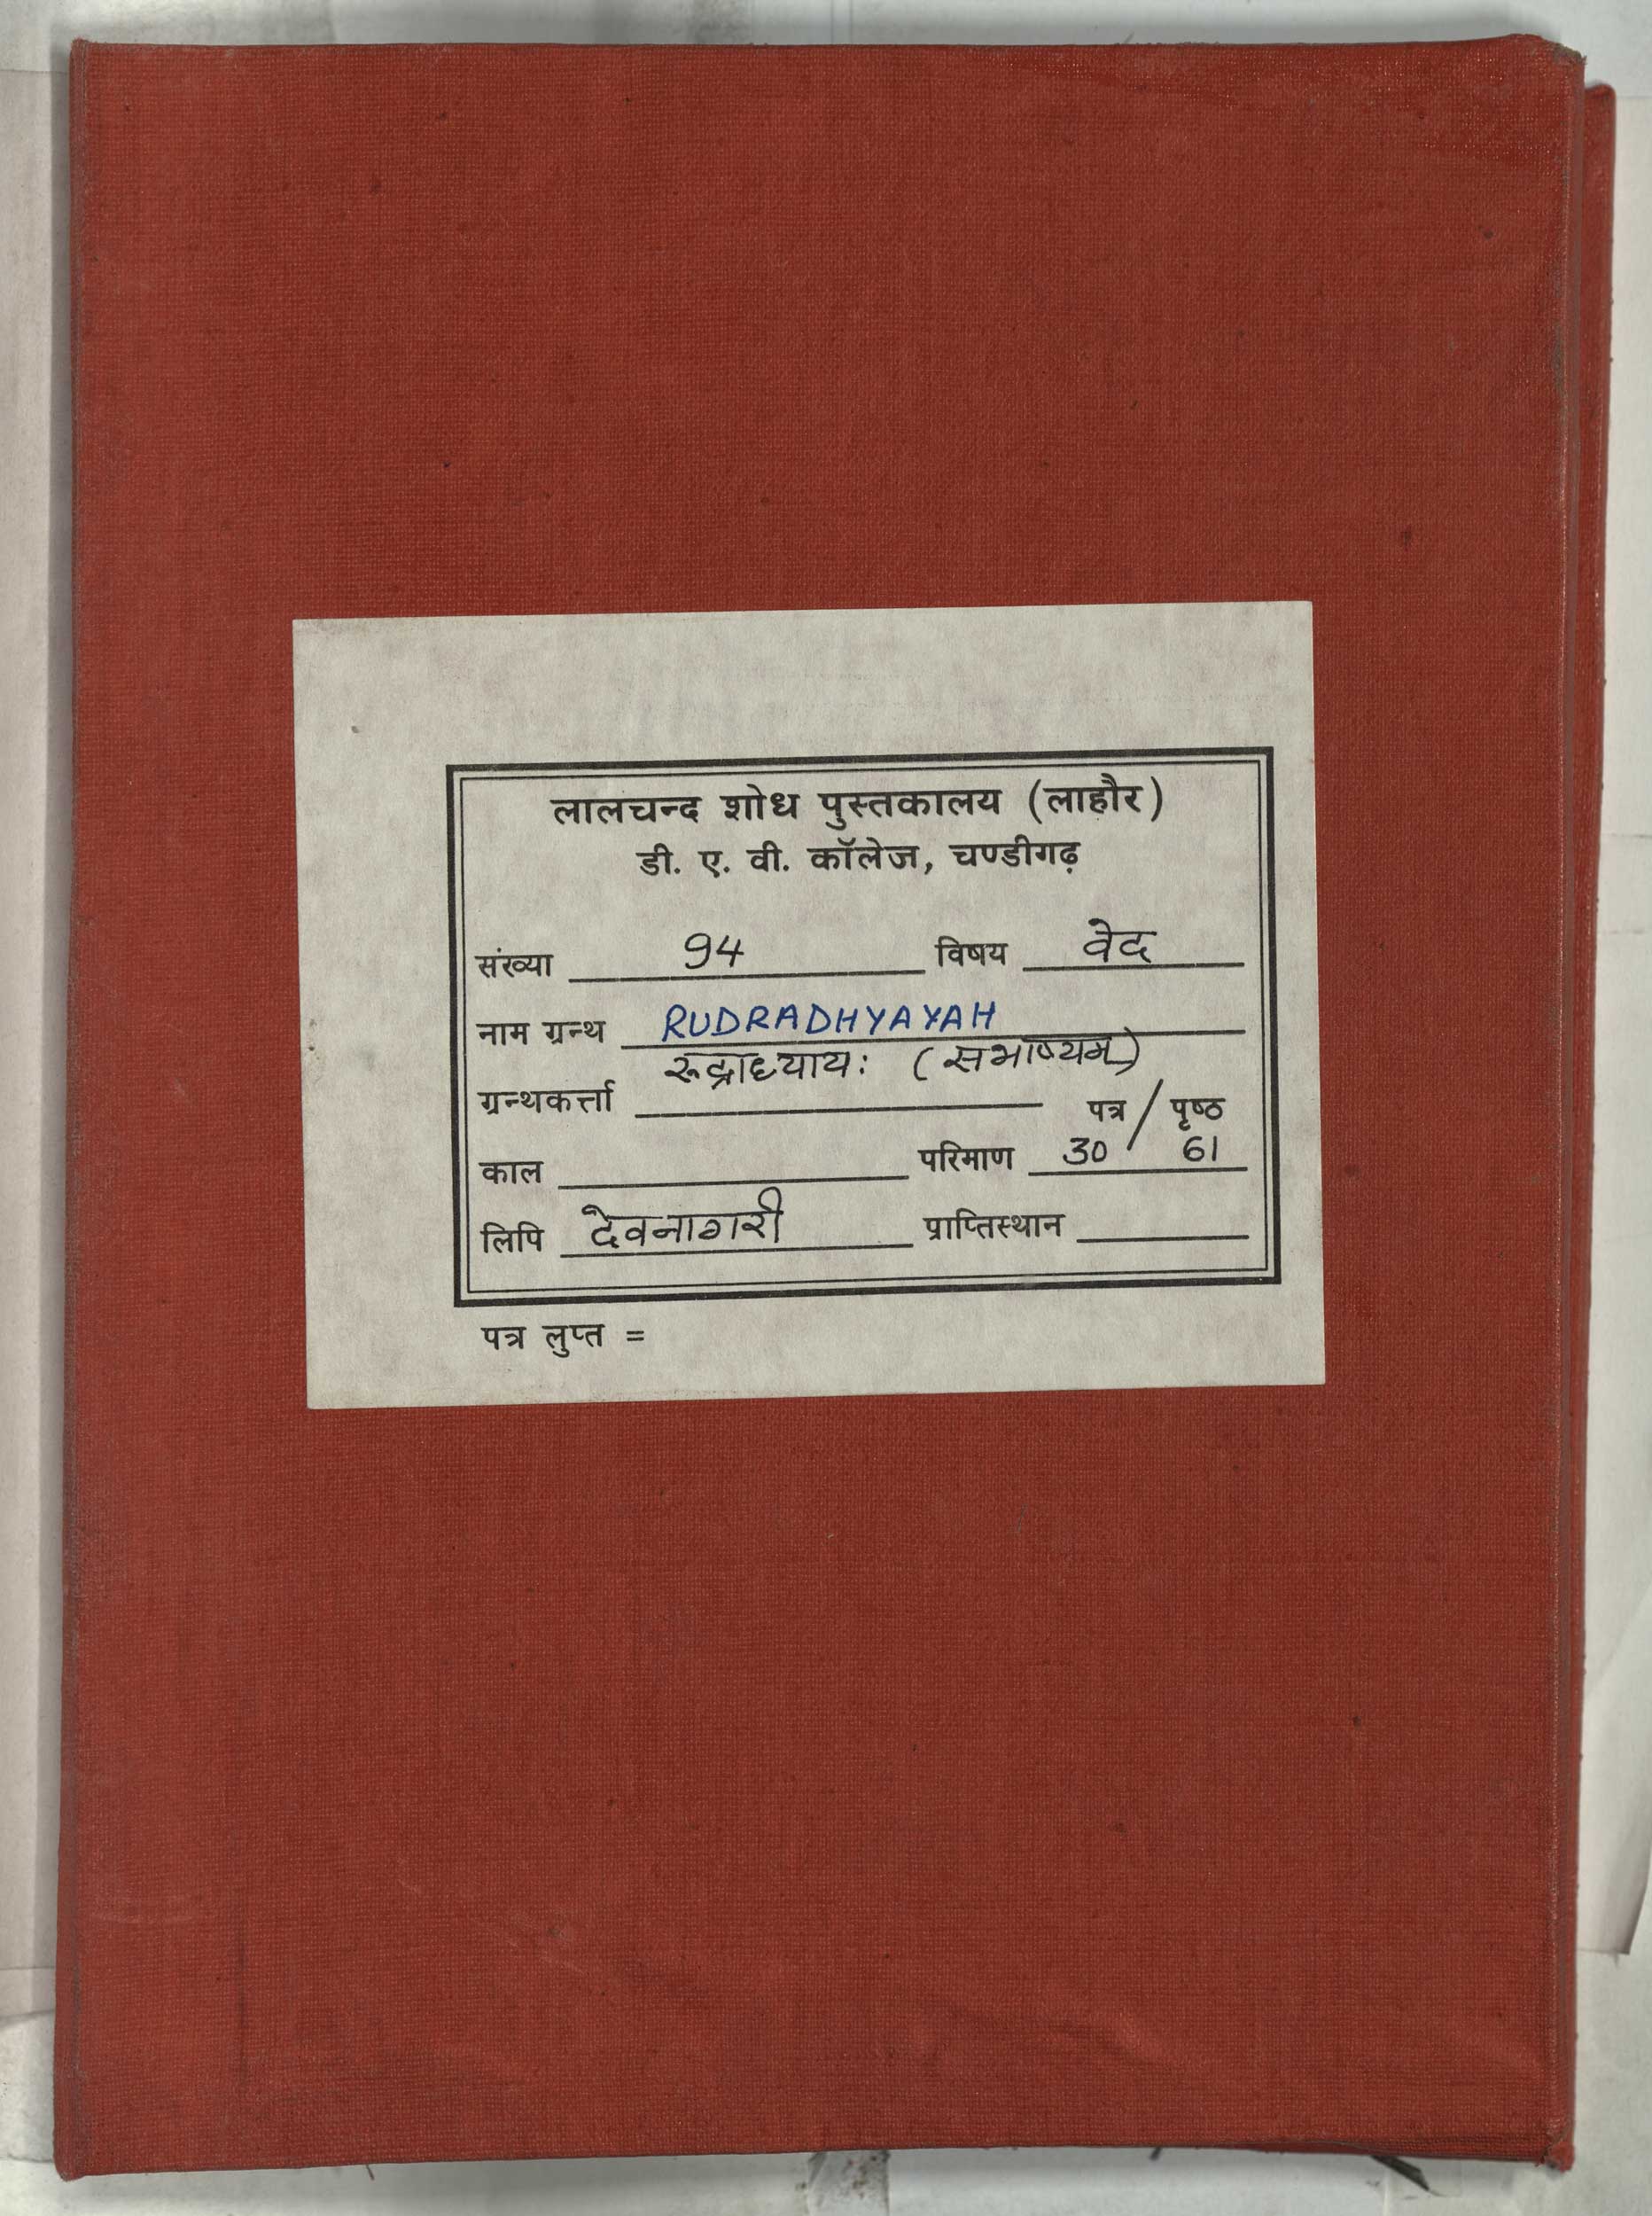 लालचन्द शोध पुस्तकालय (लाहौर)
डी. ए. वी. कॉलेज, चण्डीगढ़
संख्या 94 विषय वेद
नाम ग्रन्थ RUDRADHYAYAH
रूद्राध्यायः (सभाष्यम्)
ग्रन्थकर्त्ता पत्र / पृष्ठ
काल परिमाण 30 / 61
लिपि देवनागरी प्राप्तिस्थान
पत्र लुप्त =